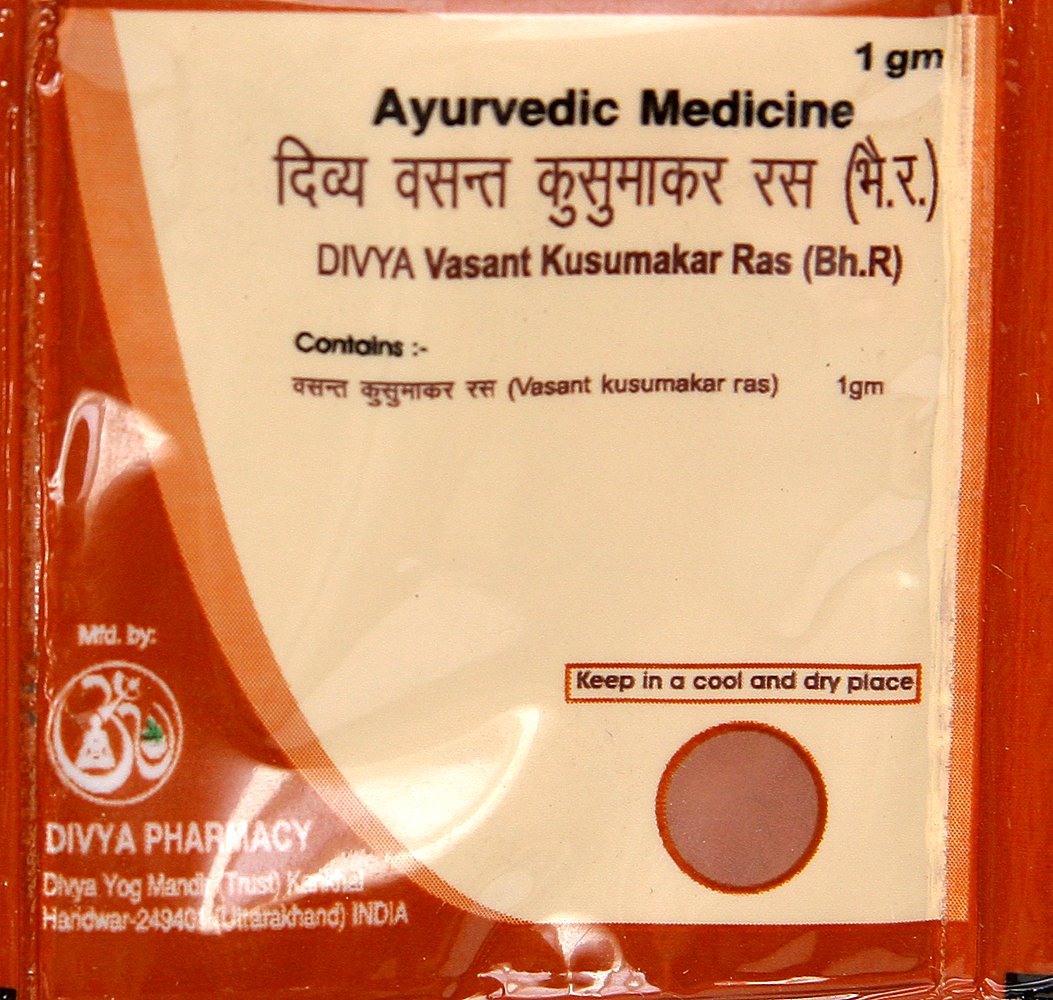 1 gm
Ayurvedic Medicine
दिव्य वसन्त कुसुमाकर रस (भै.र.)
DIVYA Vasant Kusumakar Ras (Bh.R)
Contains :-
वसन्त कुसुमाकर रस (Vasant kusumakar ras) 1gm
Keep in a cool and dry place
Mfd. by:
DIVYA PHARMACY
Divya Yog Mandir (Trust) Kankhal
Haridwar-249401 (Uttarakhand) INDIA